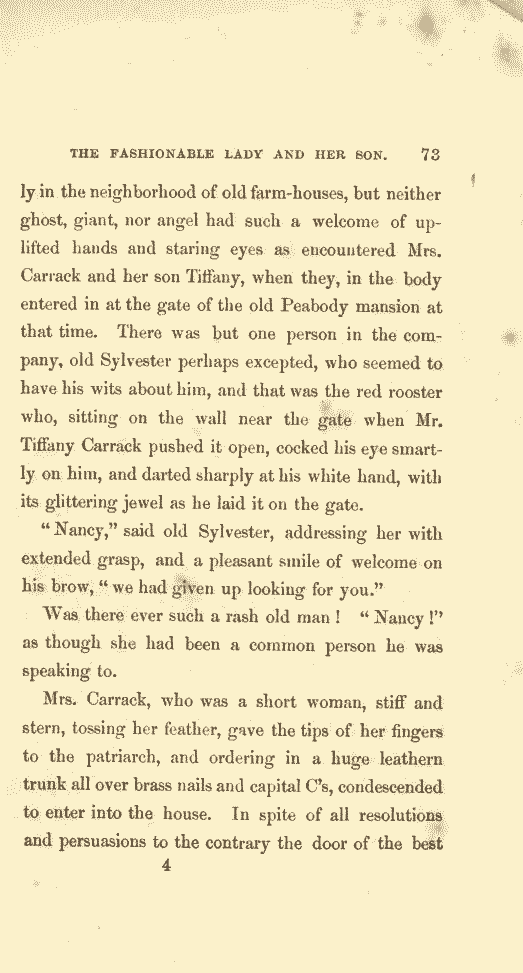 THE FASHIONABLE LADY AND HER SON. 73
ly in the neighborhood of old farm-houses, but neither
ghost, giant, nor angel had such a welcome of up-
lifted hands and staring eyes as encountered Mrs.
Carrack and her son Tiffany, when they, in the body
entered in at the gate of the old Peabody mansion at
that time. There was but one person in the com-
pany, old Sylvester perhaps excepted, who seemed to
have his wits about him, and that was the red rooster
who, sitting on the wall near the gate when Mr.
Tiffany Carrack pushed it open, cocked his eye smart-
ly on him, and darted sharply at his white hand, with
its glittering jewel as he laid it on the gate.
“Nancy,” said old Sylvester, addressing her with
extended grasp, and a pleasant smile of welcome on
his brow, “we had given up looking for you.”
Was there ever such a rash old man! “Nancy!”
as though she had been a common person he was
speaking to.
Mrs. Carrack, who was a short woman, stiff and
stern, tossing her feather, gave the tips of her fingers
to the patriarch, and ordering in a huge leathern
trunk all over brass nails and capital C’s, condescended
to enter into the house. In spite of all resolutions
and persuasions to the contrary the door of the best
4